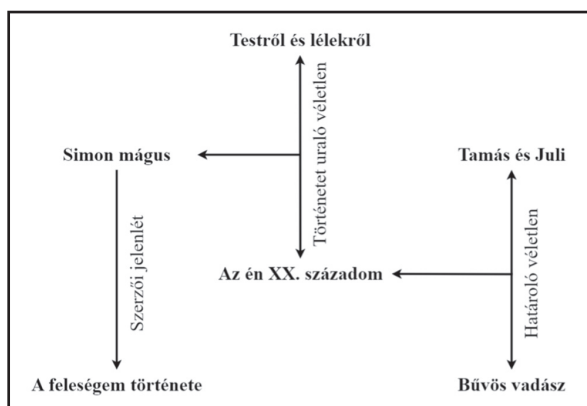 Testről és lélekről
Történetet uraló véletlen
Simon mágus
Tamás és Juli
Szerzői jelenlét
Az én XX. századom
Határoló véletlen
A feleségem története
Bűvös vadász